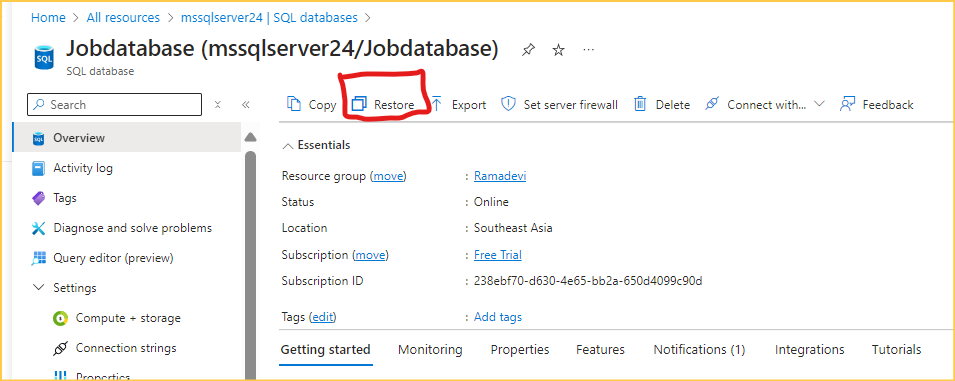 Home > All resources > mssqlserver24 | SQL databases >
Jobdatabase (mssqlserver24/Jobdatabase)
SQL
SQL database
Search
Copy Restore Export Set server firewall Delete Connect with... Feedback
Overview
Activity log
Tags
Diagnose and solve problems
Query editor (preview)
Settings
Compute + storage
Connection strings
Properties
Essentials
Resource group (move) : Ramadevi
Status : Online
Location : Southeast Asia
Subscription (move) : Free Trial
Subscription ID : 238ebf70-d630-4e65-bb2a-650d4099c90d
Tags (edit) : Add tags
Getting started Monitoring Properties Features Notifications (1) Integrations Tutorials